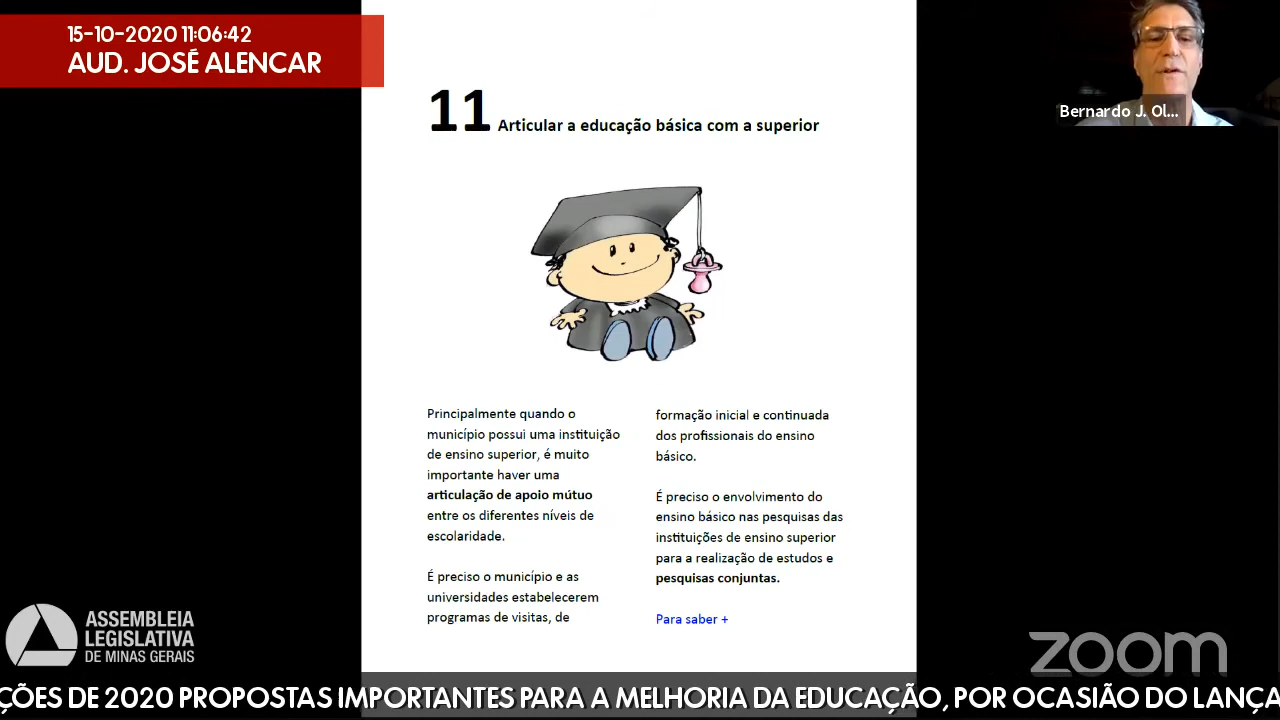 15-10-2020 11:06:42
AUD. JOSÉ ALENCAR
Bernardo J. Ol...
11 Articular a educação básica com a superior
Principalmente quando o
município possui uma instituição
de ensino superior, é muito
importante haver uma
articulação de apoio mútuo
entre os diferentes níveis de
escolaridade.
É preciso o município e as
universidades estabelecerem
programas de visitas, de
formação inicial e continuada
dos profissionais do ensino
básico.
É preciso o envolvimento do
ensino básico nas pesquisas das
instituições de ensino superior
para a realização de estudos e
pesquisas conjuntas.
Para saber +
ASSEMBLEIA
LEGISLATIVA
DE MINAS GERAIS
zoom
ÇÕES DE 2020 PROPOSTAS IMPORTANTES PARA A MELHORIA DA EDUCAÇÃO, POR OCASIÃO DO LANÇA